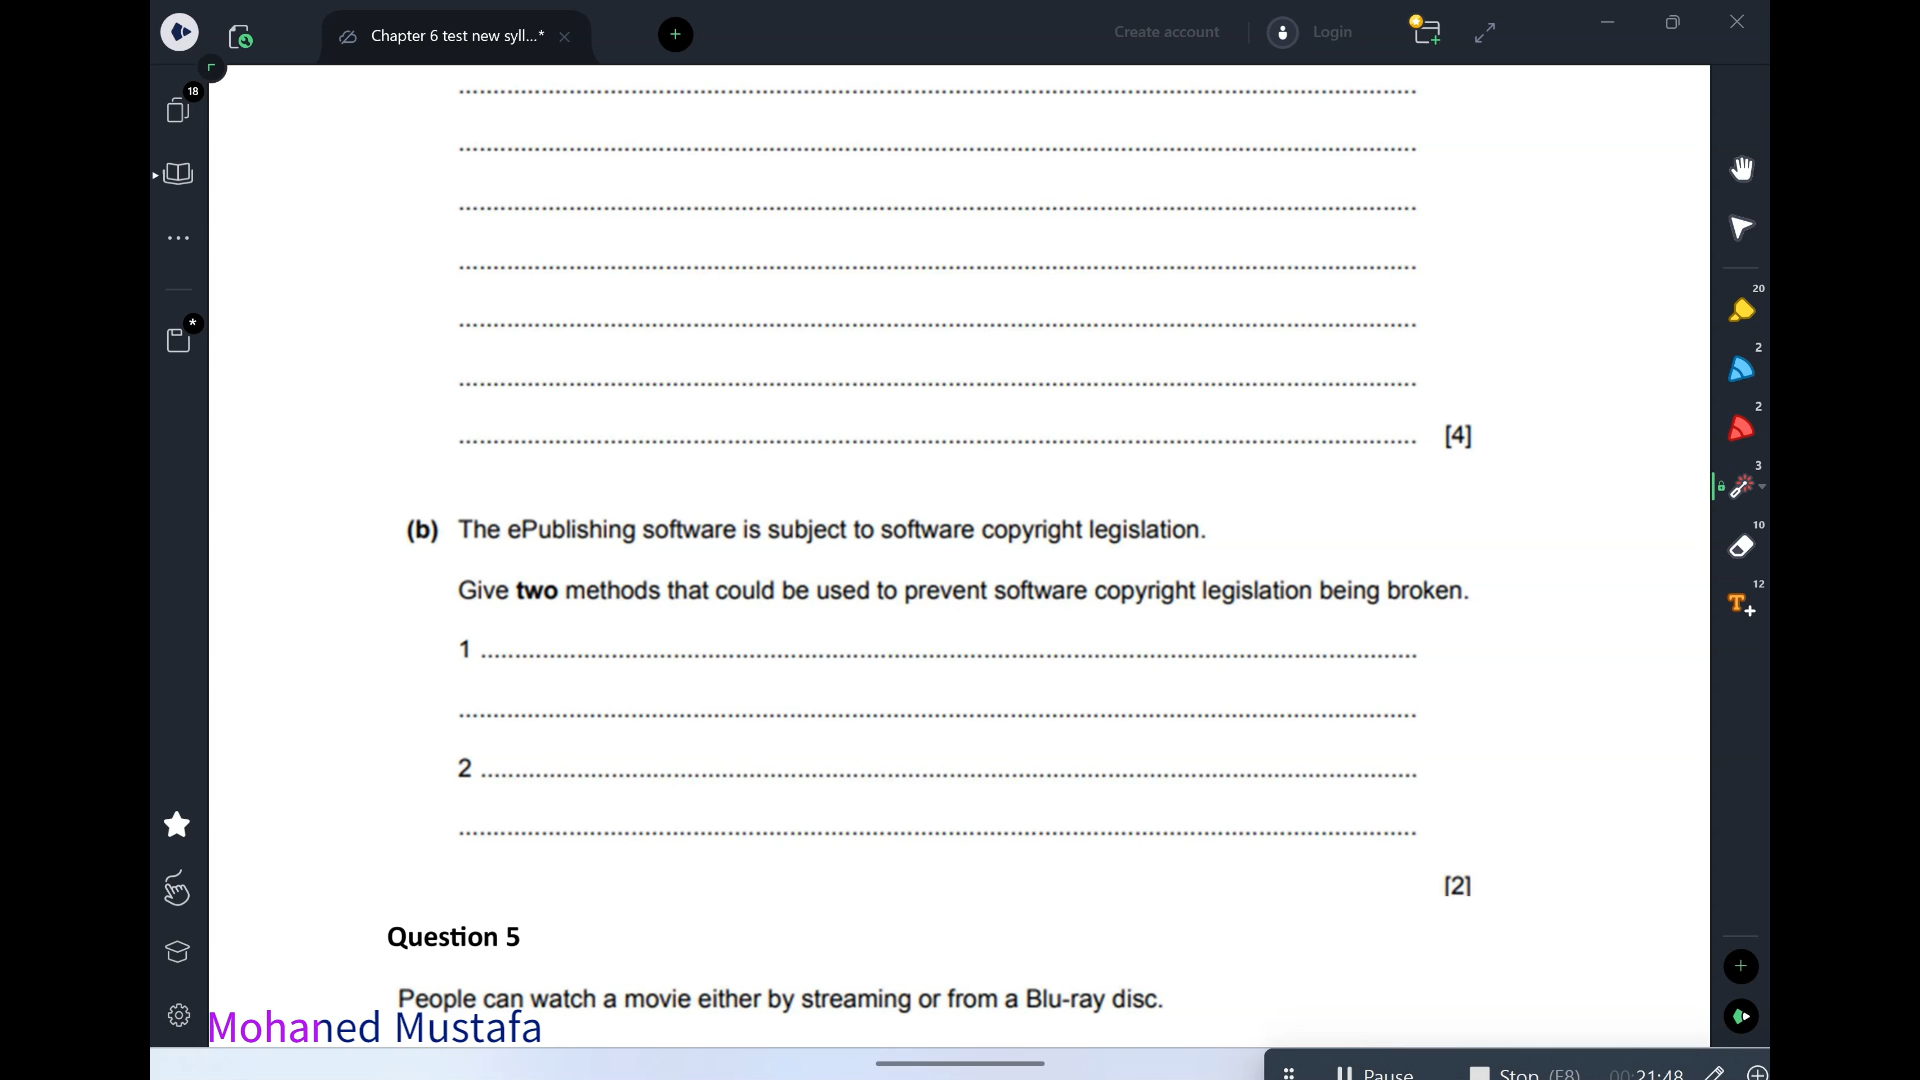 Chapter 6 test new syll...*
Create account
Login
18
*
20
2
2
3
10
12
[4]
(b) The ePublishing software is subject to software copyright legislation.
Give two methods that could be used to prevent software copyright legislation being broken.
1
2
[2]
Question 5
People can watch a movie either by streaming or from a Blu-ray disc.
Mohaned Mustafa
Pause
Stop (F8)
00:21:48